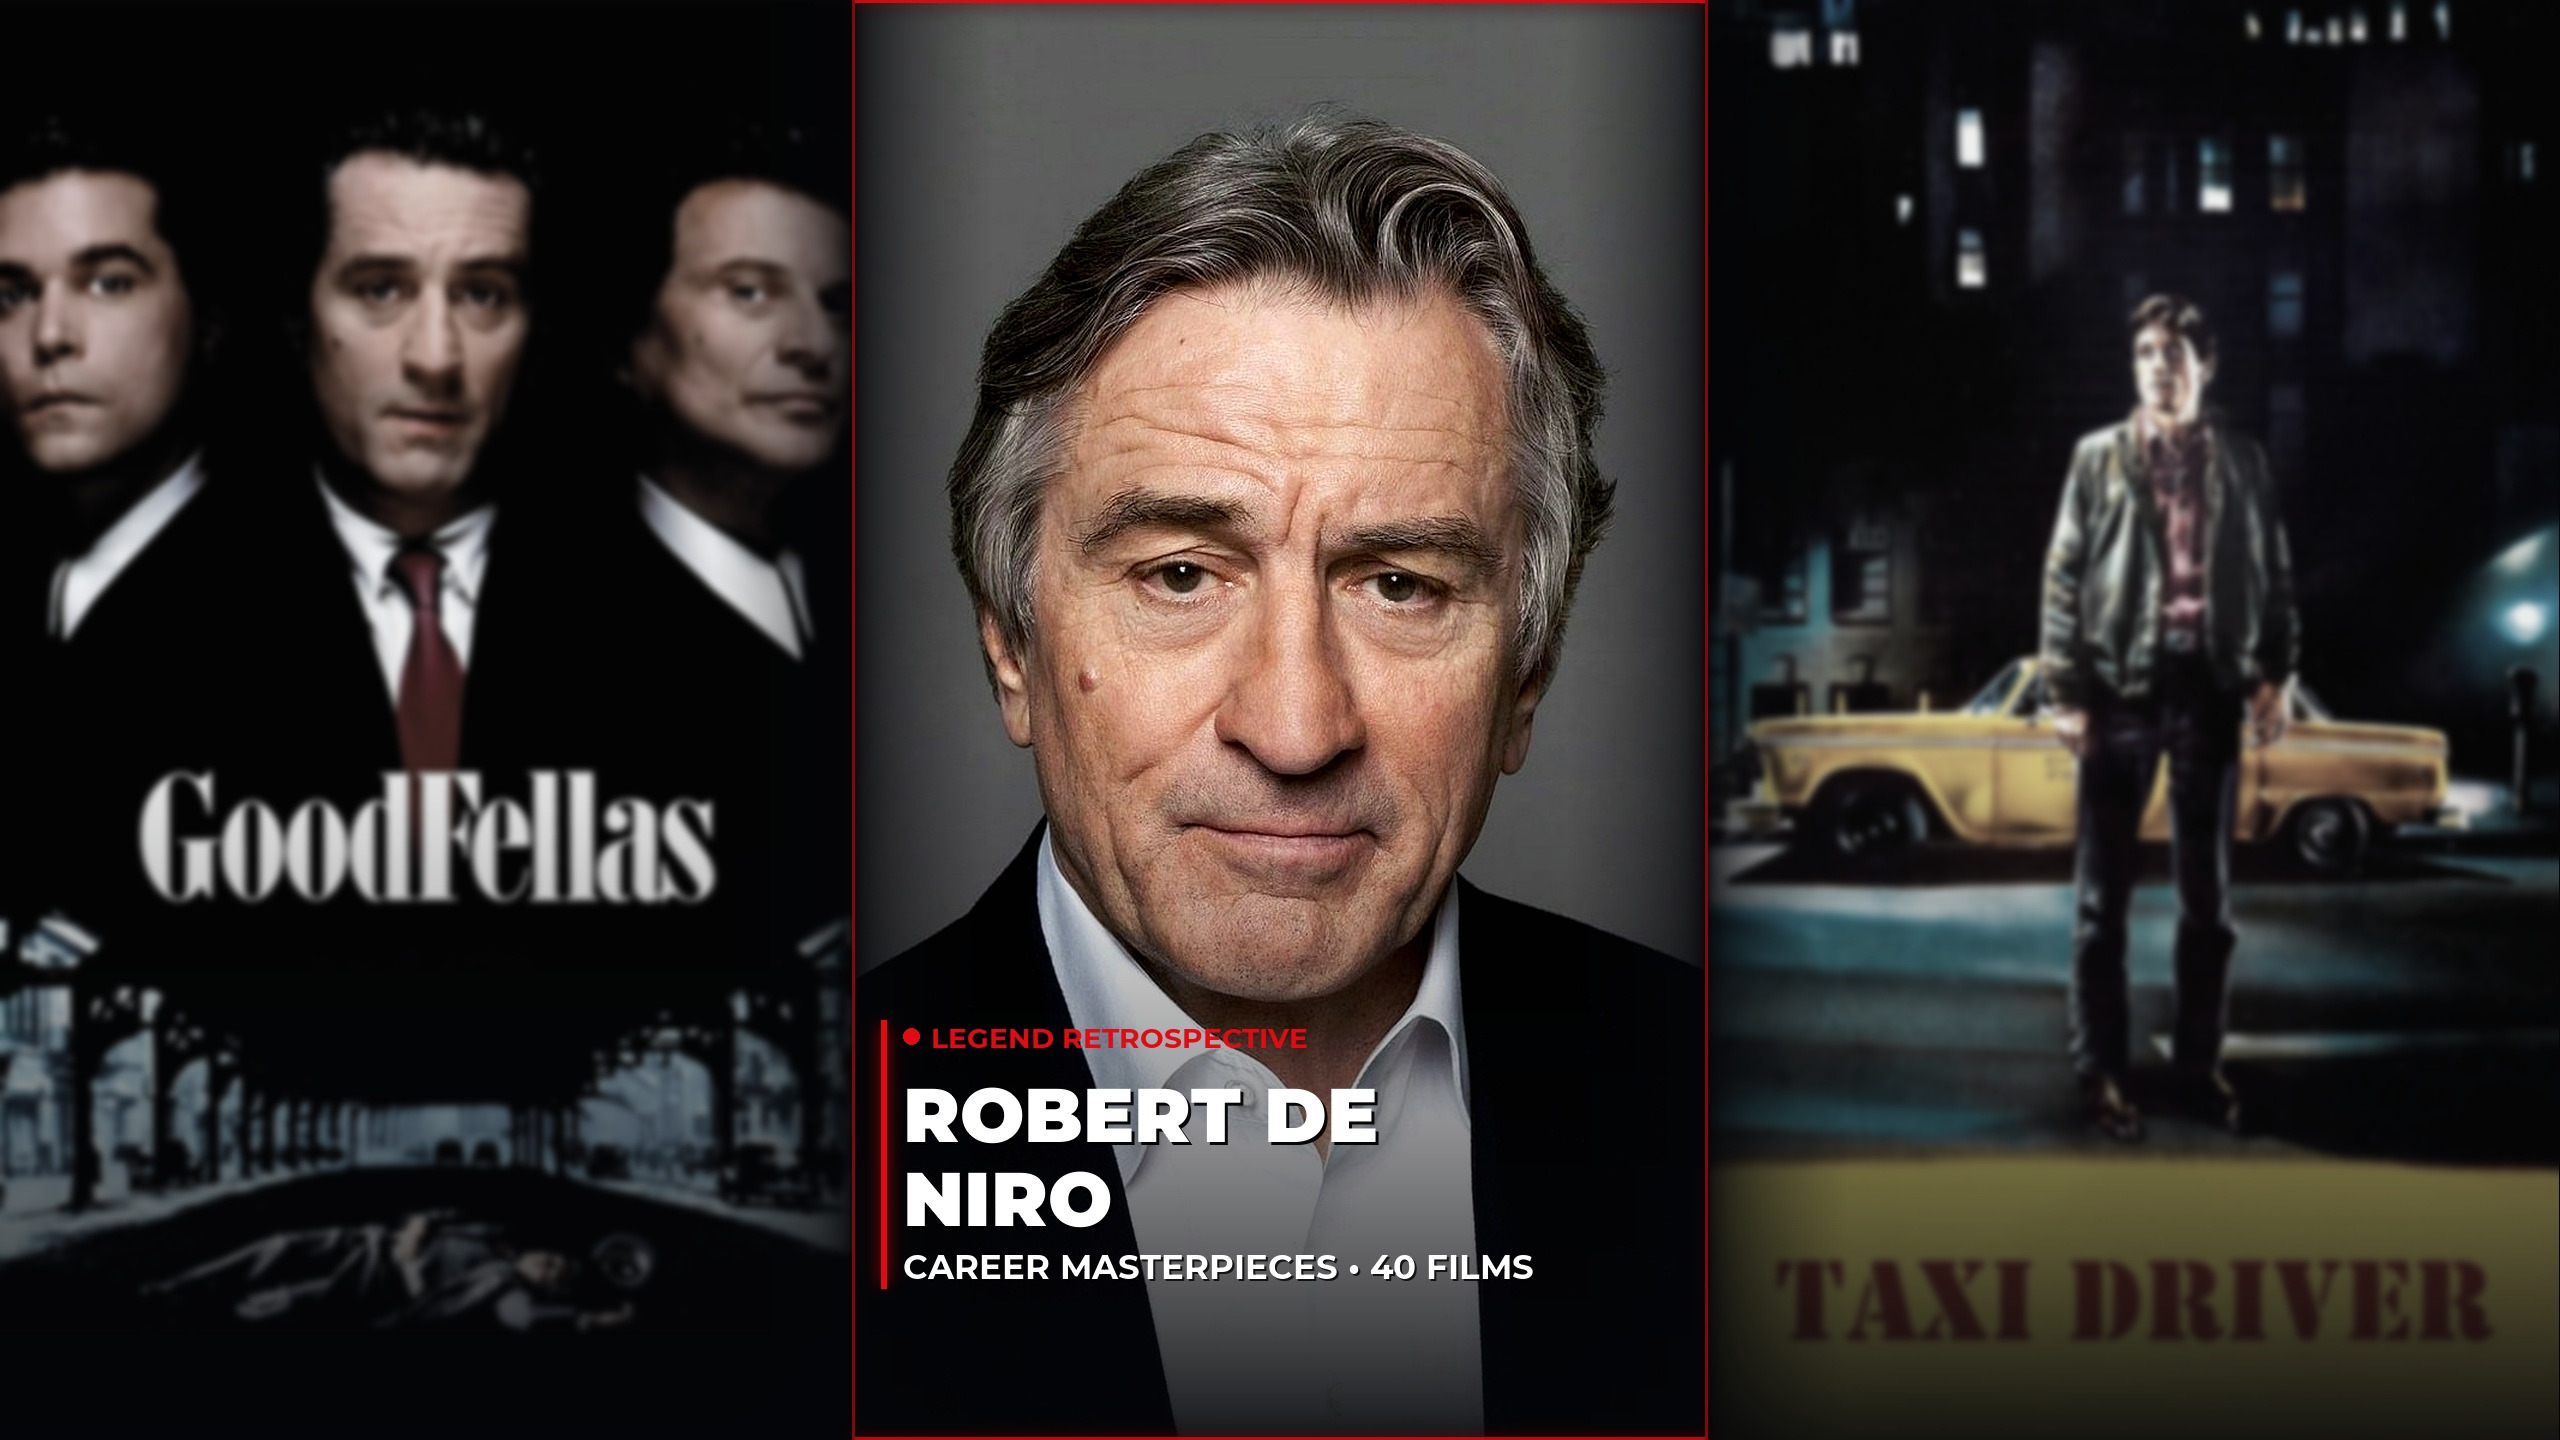 GoodFellas
LEGEND RETROSPECTIVE
ROBERT DE
NIRO
CAREER MASTERPIECES • 40 FILMS
TAXI DRIVER